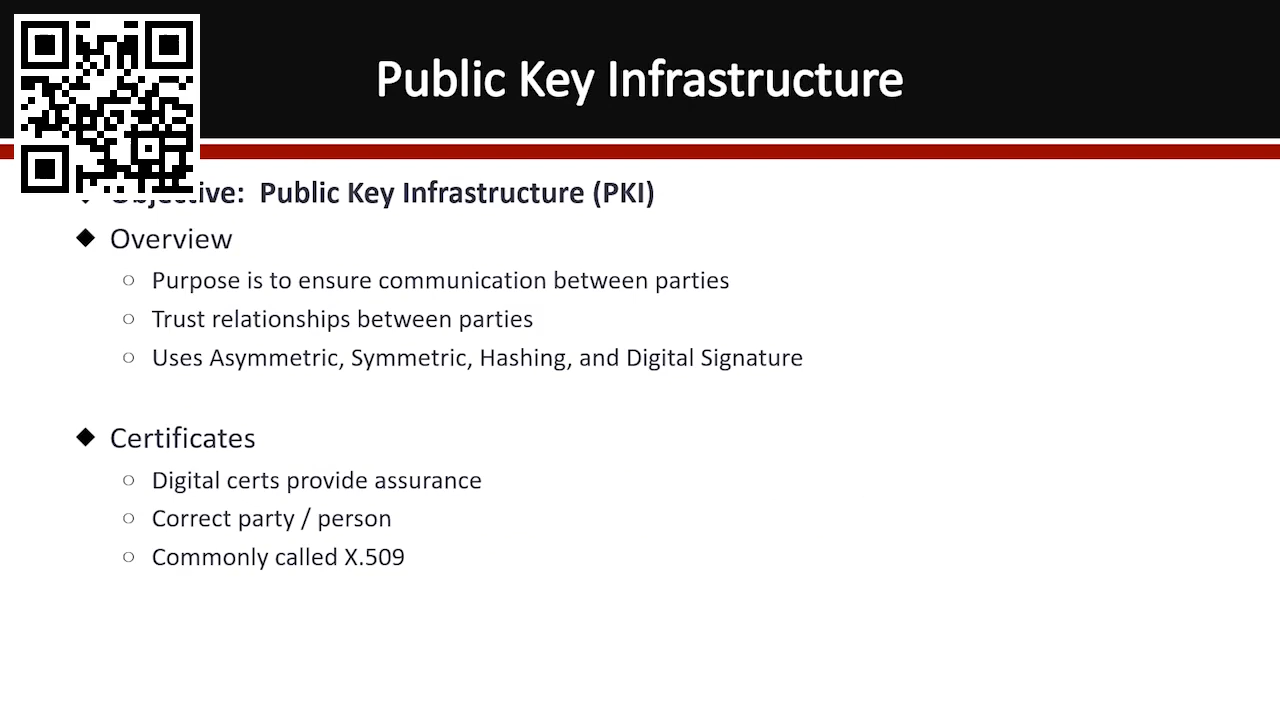 Public Key Infrastructure
Objective: Public Key Infrastructure (PKI)
Overview
Purpose is to ensure communication between parties
Trust relationships between parties
Uses Asymmetric, Symmetric, Hashing, and Digital Signature
Certificates
Digital certs provide assurance
Correct party / person
Commonly called X.509